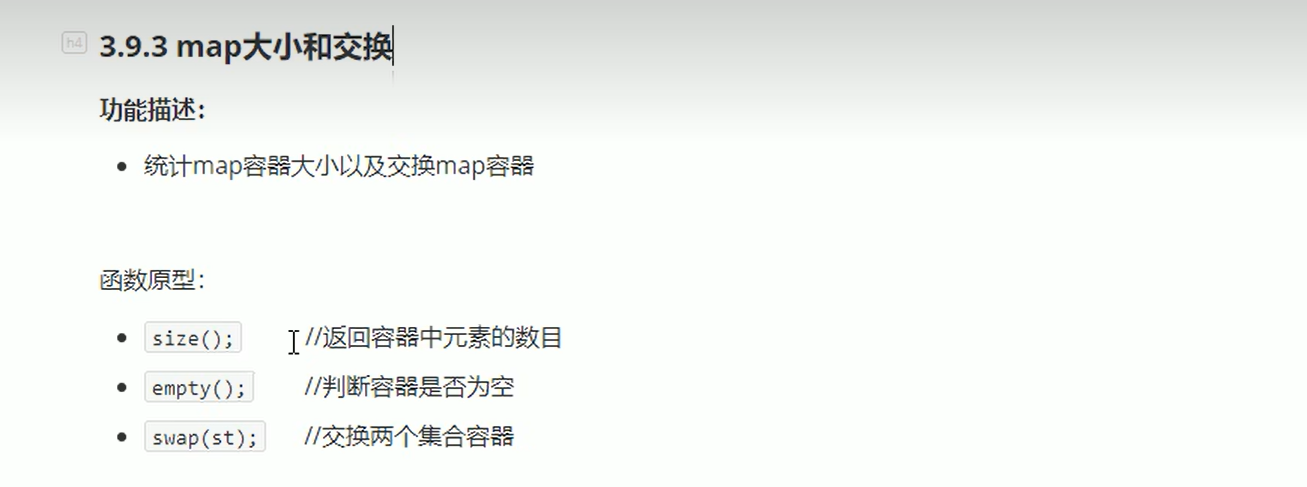 h4
3.9.3 map大小和交换
功能描述：
统计map容器大小以及交换map容器
函数原型：
size(); //返回容器中元素的数目
empty(); //判断容器是否为空
swap(st); //交换两个集合容器